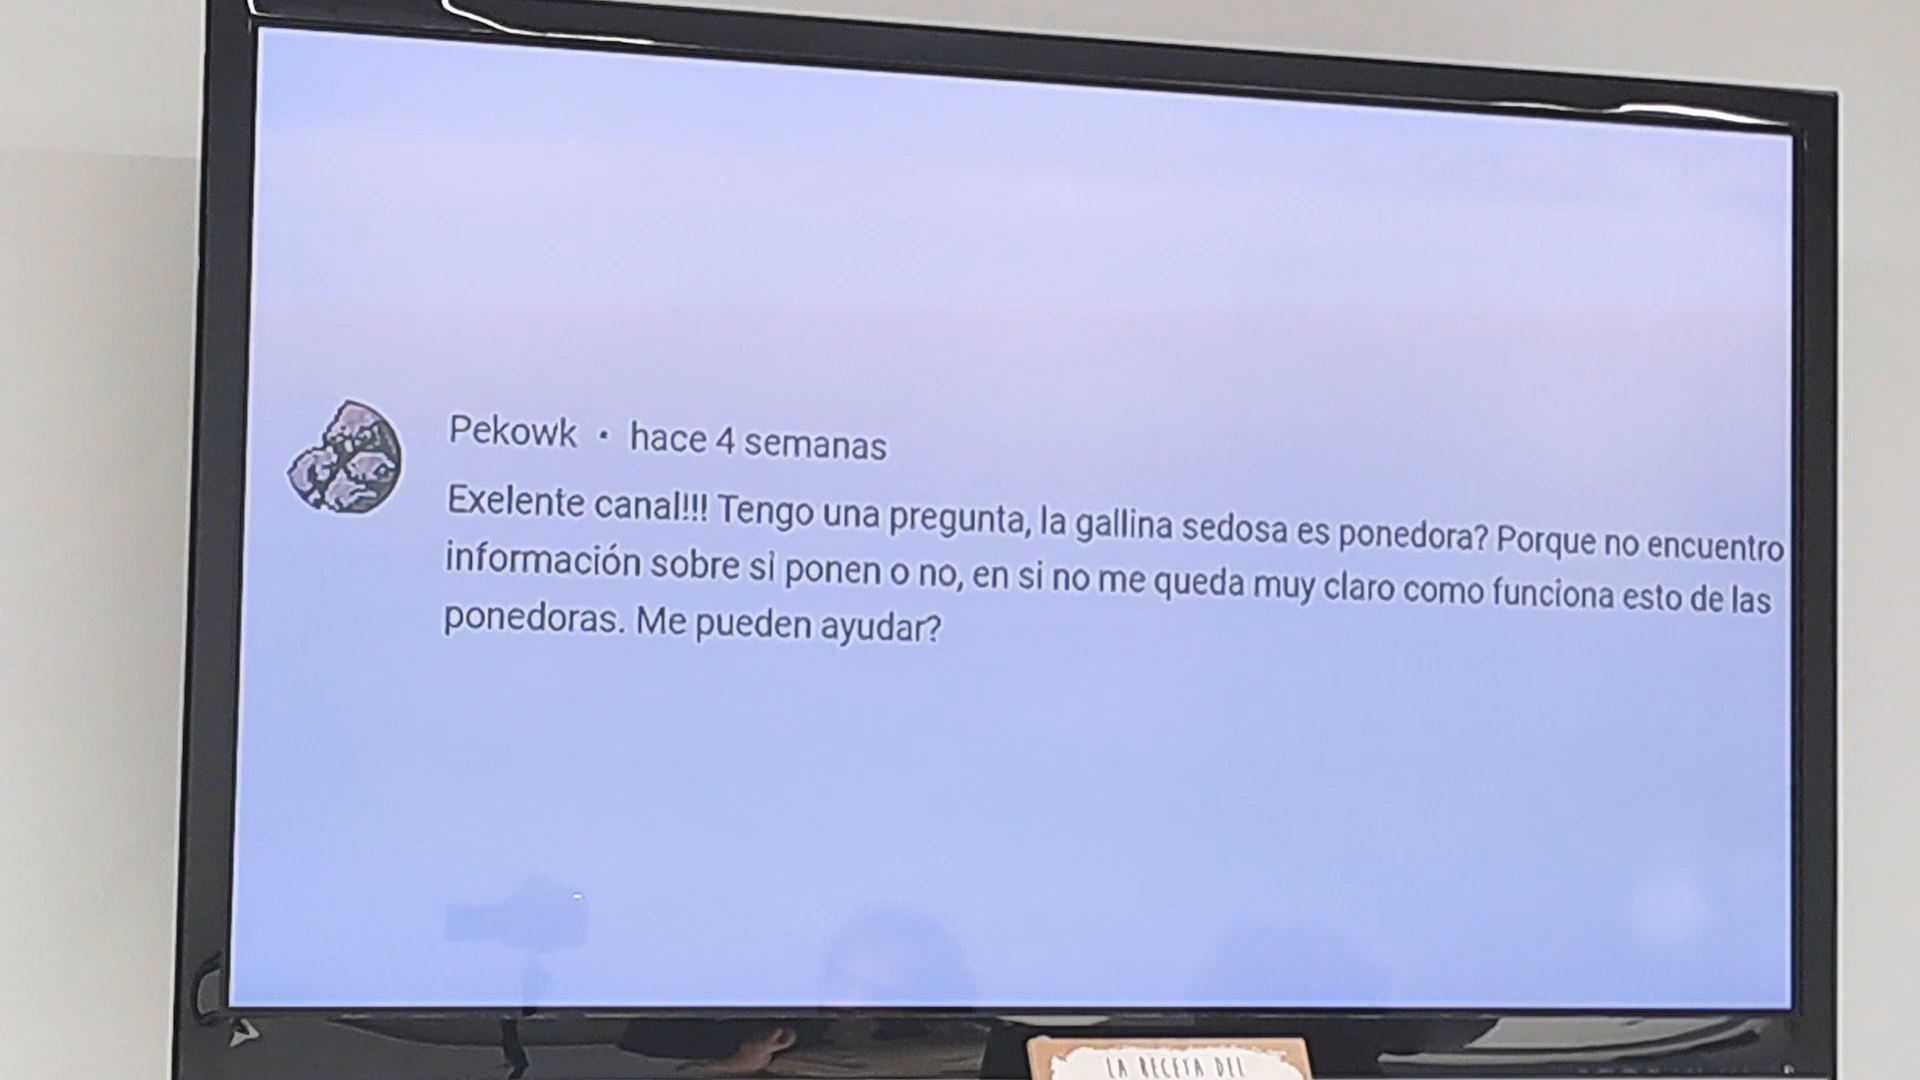 Pekowk · hace 4 semanas
Exelente canal!!! Tengo una pregunta, la gallina sedosa es ponedora? Porque no encuentro
información sobre si ponen o no, en si no me queda muy claro como funciona esto de las
ponedoras. Me pueden ayudar?
LA RECETA DEL